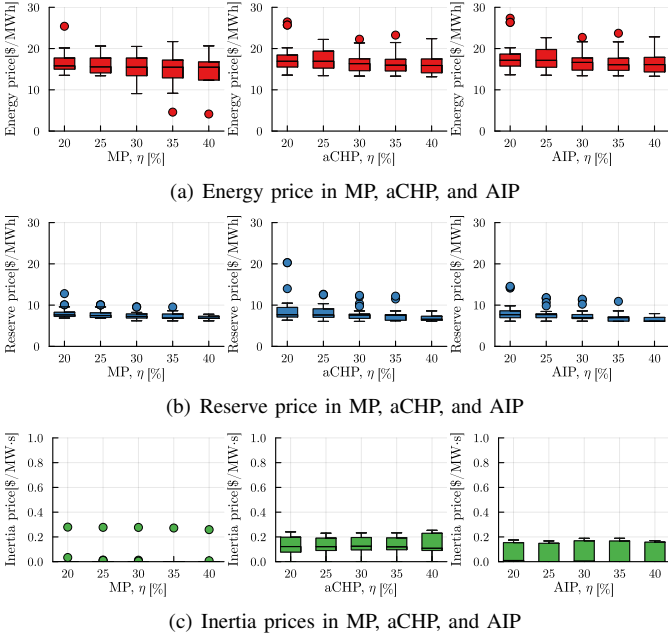 Energy price[$/MWh]
30
20
10
0
20 25 30 35 40
MP, η [%]
Energy price[$/MWh]
30
20
10
0
20 25 30 35 40
aCHP, η [%]
Energy price[$/MWh]
30
20
10
0
20 25 30 35 40
AIP, η [%]
(a) Energy price in MP, aCHP, and AIP
Reserve price[$/MWh]
30
20
10
0
20 25 30 35 40
MP, η [%]
Reserve price[$/MWh]
30
20
10
0
20 25 30 35 40
aCHP, η [%]
Reserve price[$/MWh]
30
20
10
0
20 25 30 35 40
AIP, η [%]
(b) Reserve price in MP, aCHP, and AIP
Inertia price[$/MW·s]
1.0
0.8
0.6
0.4
0.2
0.0
20 25 30 35 40
MP, η [%]
Inertia price[$/MW·s]
1.0
0.8
0.6
0.4
0.2
0.0
20 25 30 35 40
aCHP, η [%]
Inertia price[$/MW·s]
1.0
0.8
0.6
0.4
0.2
0.0
20 25 30 35 40
AIP, η [%]
(c) Inertia prices in MP, aCHP, and AIP